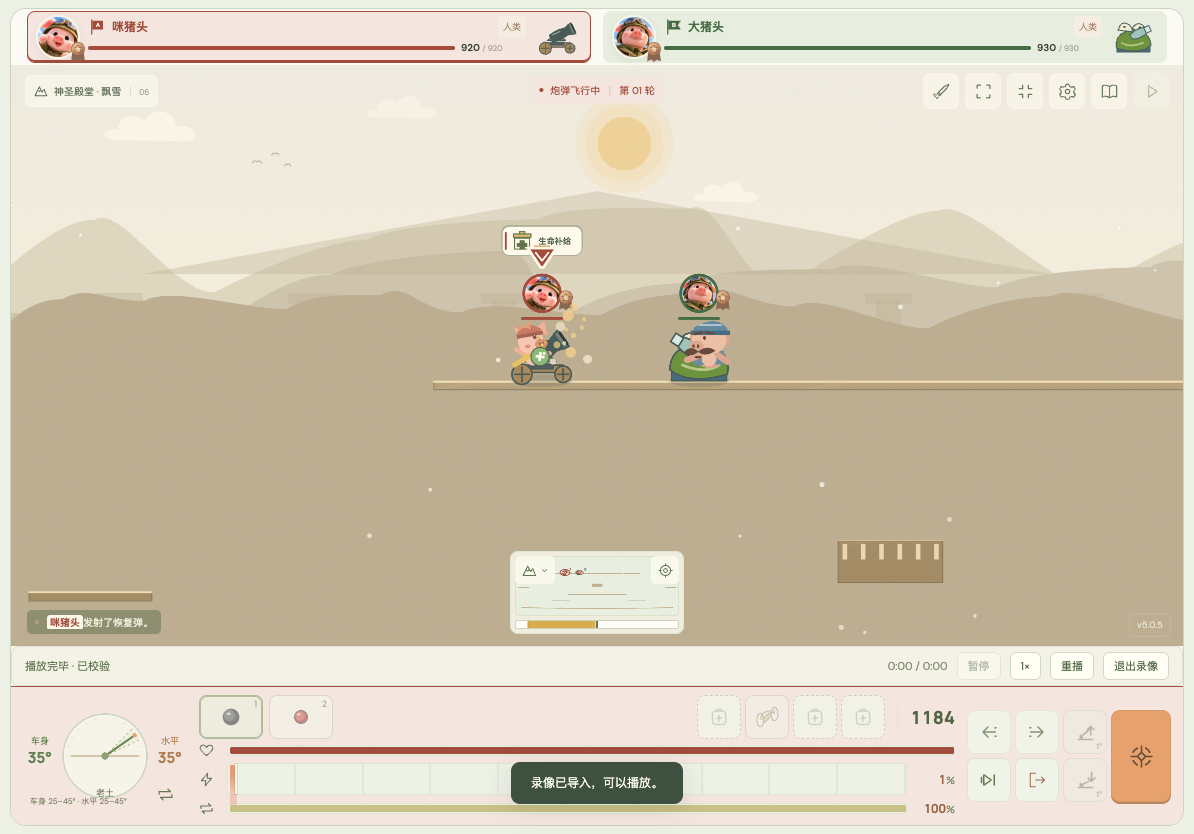 咪猪头
人类
920 / 920
大猪头
人类
930 / 930
神圣殿堂 · 飘雪 06
炮弹飞行中 第 01 轮
生命补给
咪猪头发射了恢复弹。
v5.0.5
播放完毕 · 已校验
0:00 / 0:00
暂停
1×
重播
退出录像
1
2
1184
车身
35°
水平
35°
老土
车身 25–45° · 水平 25–45°
1°
1°
1%
100%
录像已导入，可以播放。